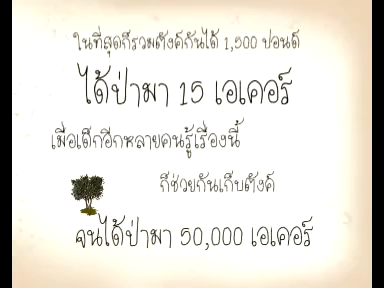 ในที่สุดก็รวมตังค์กันได้ 1,500 ปอนด์
ได้ป่ามา 15 เอเคอร์
เมื่อเด็กอีกหลายคนรู้เรื่องนี้
ก็ช่วยกันเก็บตังค์
จนได้ป่ามา 50,000 เอเคอร์